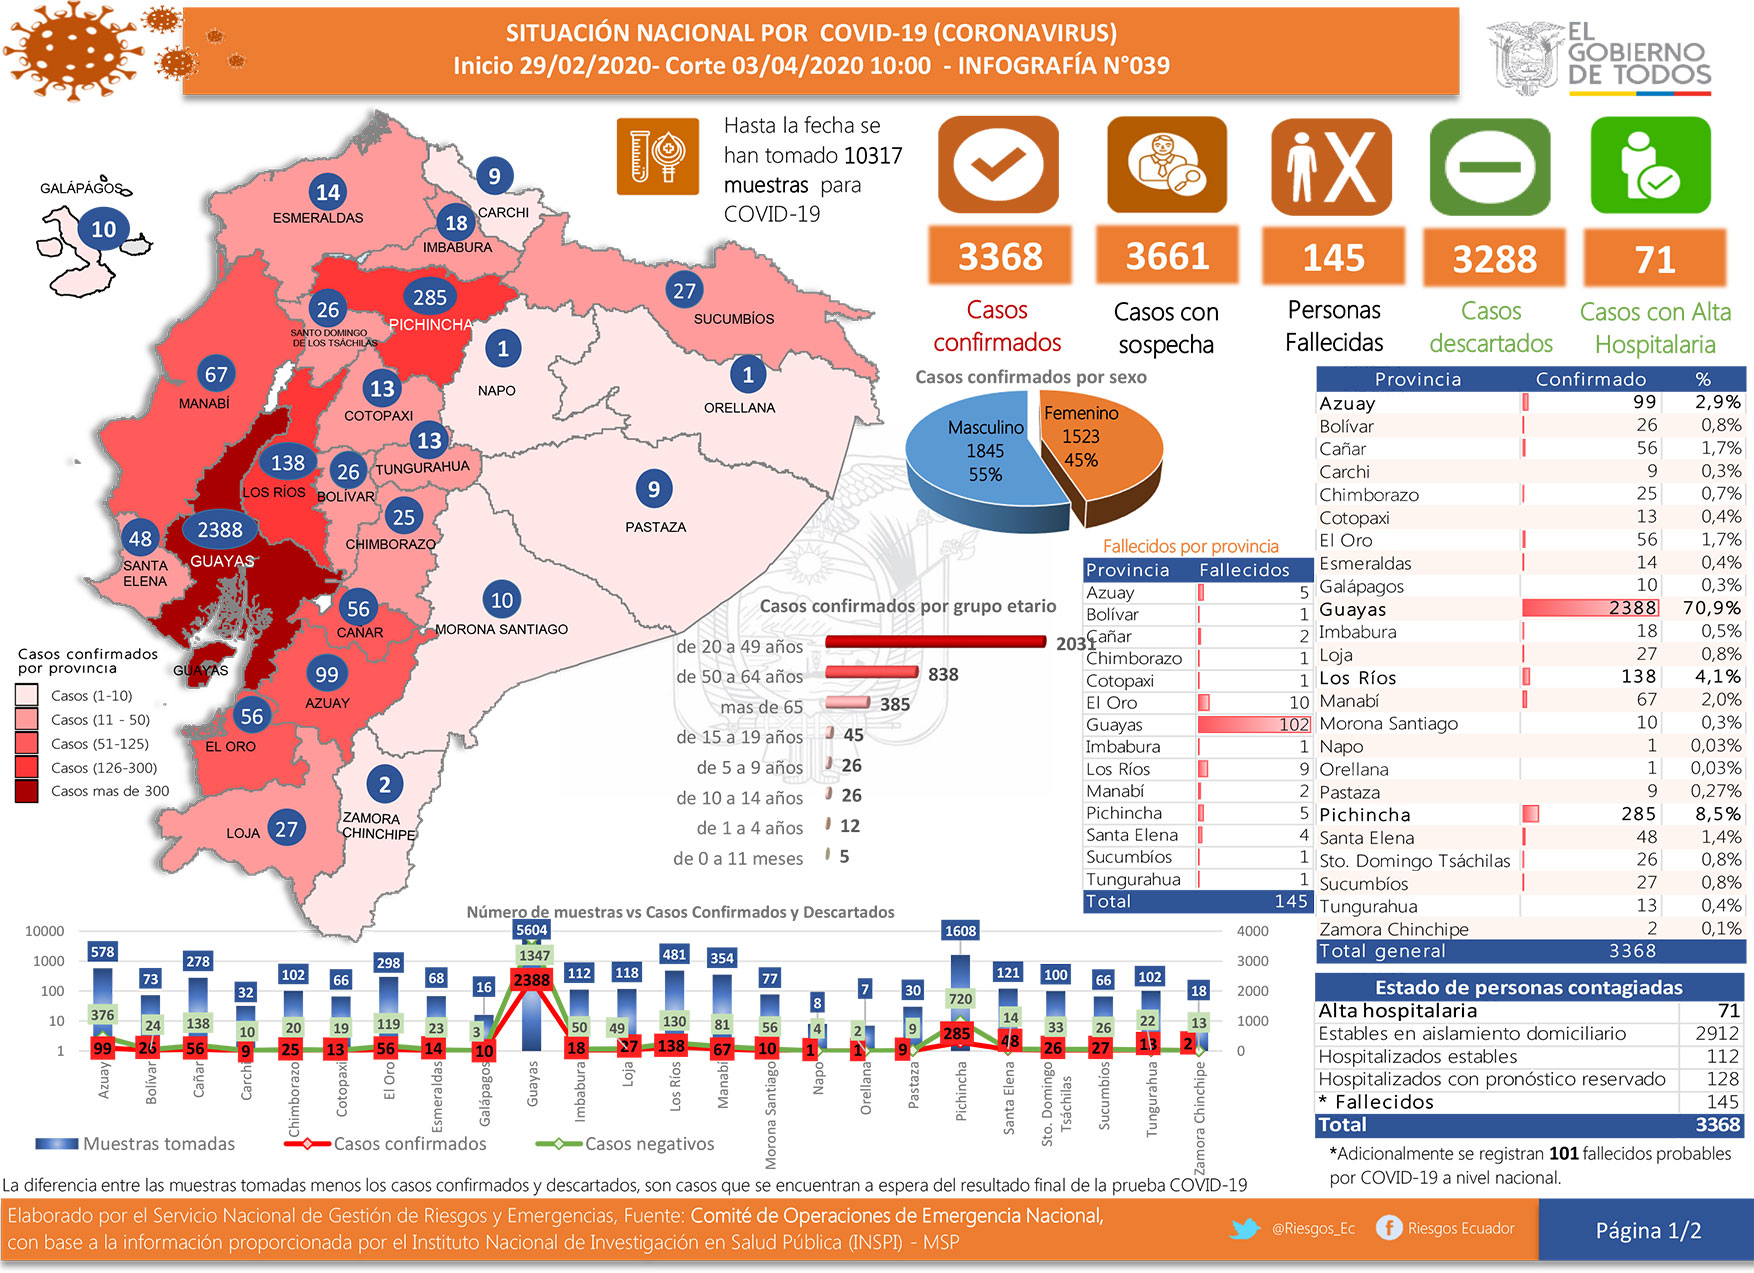 SITUACIÓN NACIONAL POR COVID-19 (CORONAVIRUS)
Inicio 29/02/2020- Corte 03/04/2020 10:00 - INFOGRAFÍA N°039
EL
GOBIERNO
DE TODOS
Hasta la fecha se
han tomado 10317
muestras para
COVID-19
3368
Casos
confirmados
3661
Casos con
sospecha
145
Personas
Fallecidas
3288
Casos
descartados
71
Casos con Alta
Hospitalaria
GALÁPÁGOS
10
14
ESMERALDAS
9
CARCHI
18
IMBABURA
285
PICHINCHA
26
SANTO DOMINGO
DE LOS TSÁCHILAS
27
SUCUMBÍOS
1
NAPO
1
ORELLANA
67
MANABÍ
13
COTOPAXI
13
TUNGURAHUA
138
LOS RÍOS
26
BOLÍVAR
9
PASTAZA
25
CHIMBORAZO
2388
GUAYAS
48
SANTA
ELENA
56
CAÑAR
10
MORONA SANTIAGO
GUAYAS
99
AZUAY
56
EL ORO
2
ZAMORA
CHINCHIPE
LOJA 27
Casos confirmados
por provincia
Casos (1-10)
Casos (11 - 50)
Casos (51-125)
Casos (126-300)
Casos mas de 300
Casos confirmados por sexo
Masculino
1845
55%
Femenino
1523
45%
Casos confirmados por grupo etario
de 20 a 49 años 2031
de 50 a 64 años 838
mas de 65 385
de 15 a 19 años 45
de 5 a 9 años 26
de 10 a 14 años 26
de 1 a 4 años 12
de 0 a 11 meses 5
Fallecidos por provincia
Provincia Fallecidos
Azuay 5
Bolívar 1
Cañar 2
Chimborazo 1
Cotopaxi 1
El Oro 10
Guayas 102
Imbabura 1
Los Ríos 9
Manabí 2
Pichincha 5
Santa Elena 4
Sucumbíos 1
Tungurahua 1
Total 145
Provincia Confirmado %
Azuay 99 2,9%
Bolívar 26 0,8%
Cañar 56 1,7%
Carchi 9 0,3%
Chimborazo 25 0,7%
Cotopaxi 13 0,4%
El Oro 56 1,7%
Esmeraldas 14 0,4%
Galápagos 10 0,3%
Guayas 2388 70,9%
Imbabura 18 0,5%
Loja 27 0,8%
Los Ríos 138 4,1%
Manabí 67 2,0%
Morona Santiago 10 0,3%
Napo 1 0,03%
Orellana 1 0,03%
Pastaza 9 0,27%
Pichincha 285 8,5%
Santa Elena 48 1,4%
Sto. Domingo Tsáchilas 26 0,8%
Sucumbíos 27 0,8%
Tungurahua 13 0,4%
Zamora Chinchipe 2 0,1%
Total general 3368
Estado de personas contagiadas
Alta hospitalaria 71
Estables en aislamiento domiciliario 2912
Hospitalizados estables 112
Hospitalizados con pronóstico reservado 128
* Fallecidos 145
Total 3368
*Adicionalmente se registran 101 fallecidos probables
por COVID-19 a nivel nacional.
Número de muestras vs Casos Confirmados y Descartados
10000 1000 100 10 1
4000 3000 2000 1000 0
578 73 278 32 102 66 298 68 16 5604 112 118 481 354 77 8 7 30 1608 121 100 66 102 18
376 24 138 10 20 19 119 23 3 1347 50 49 130 81 56 4 2 9 720 14 33 26 22 13
99 26 56 9 25 13 56 14 10 2388 18 27 138 67 10 1 1 9 285 48 26 27 13 2
Azuay Bolívar Cañar Carchi Chimborazo Cotopaxi El Oro Esmeraldas Galápagos Guayas Imbabura Loja Los Ríos Manabí Morona Santiago Napo Orellana Pastaza Pichincha Santa Elena Sto. Domingo Tsáchilas Sucumbíos Tungurahua Zamora Chinchipe
Muestras tomadas Casos confirmados Casos negativos
La diferencia entre las muestras tomadas menos los casos confirmados y descartados, son casos que se encuentran a espera del resultado final de la prueba COVID-19
Elaborado por el Servicio Nacional de Gestión de Riesgos y Emergencias, Fuente: Comité de Operaciones de Emergencia Nacional,
con base a la información proporcionada por el Instituto Nacional de Investigación en Salud Pública (INSPI) - MSP
@Riesgos_Ec
Riesgos Ecuador
Página 1/2